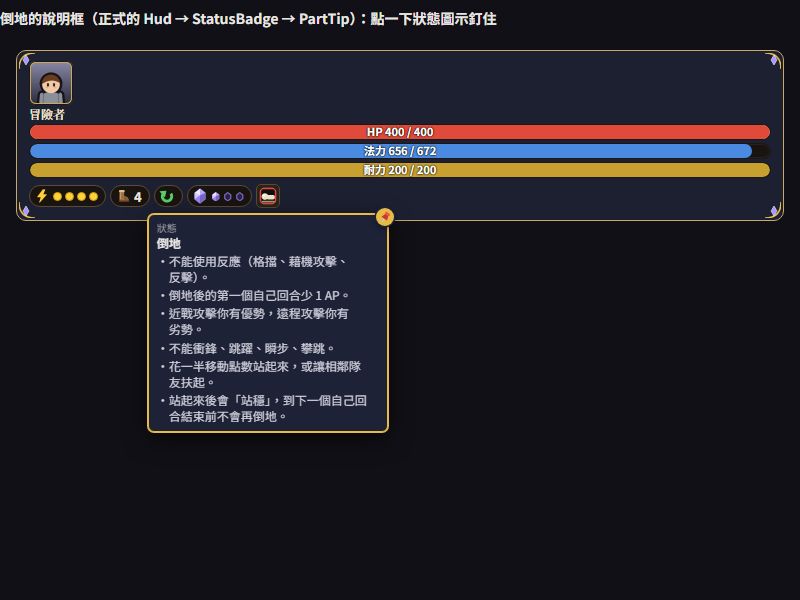 倒地的說明框（正式的 Hud → StatusBadge → PartTip）：點一下狀態圖示釘住
冒險者
HP 400 / 400
法力 656 / 672
耐力 200 / 200
4
狀態
倒地
・不能使用反應（格擋、藉機攻擊、
反擊）。
・倒地後的第一個自己回合少 1 AP。
・近戰攻擊你有優勢，遠程攻擊你有
劣勢。
・不能衝鋒、跳躍、瞬步、攀跳。
・花一半移動點數站起來，或讓相鄰隊
友扶起。
・站起來後會「站穩」，到下一個自己回
合結束前不會再倒地。